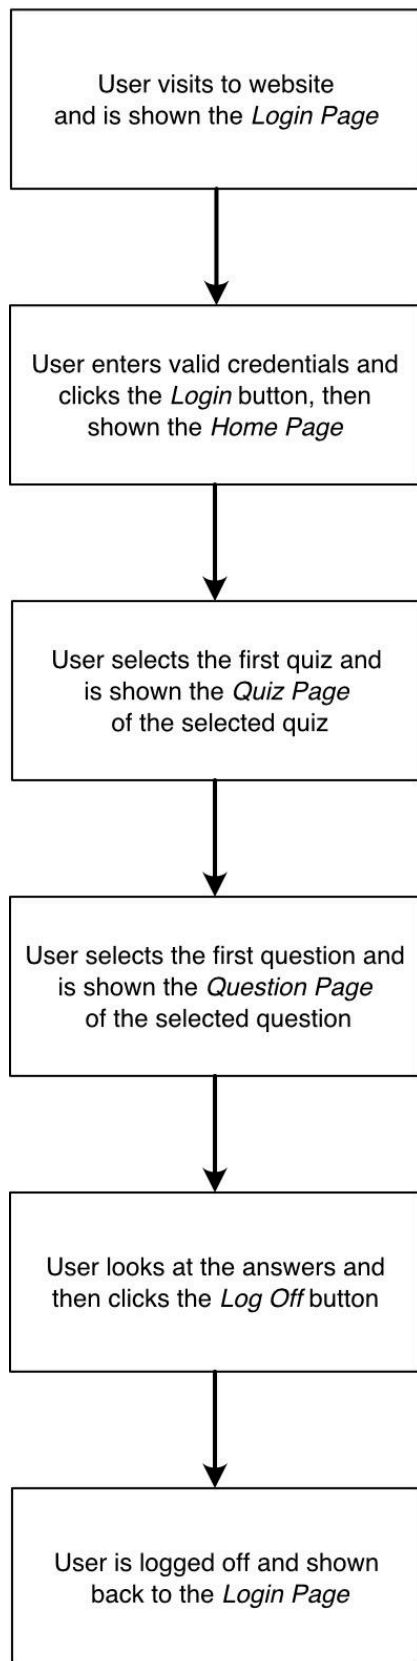 User visits to website
and is shown the Login Page
User enters valid credentials and
clicks the Login button, then
shown the Home Page
User selects the first quiz and
is shown the Quiz Page
of the selected quiz
User selects the first question and
is shown the Question Page
of the selected question
User looks at the answers and
then clicks the Log Off button
User is logged off and shown
back to the Login Page